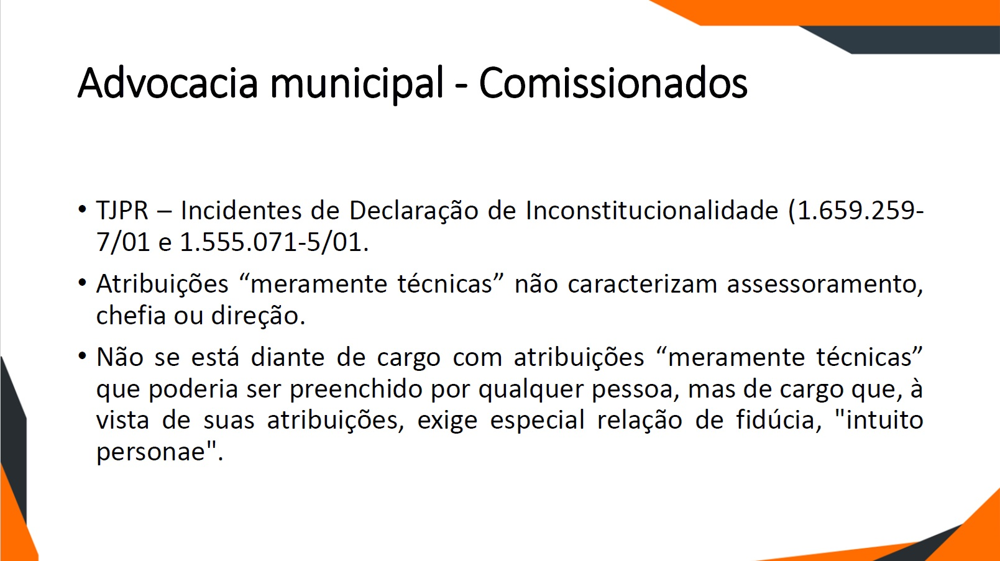 Advocacia municipal - Comissionados
• TJPR – Incidentes de Declaração de Inconstitucionalidade (1.659.259-
7/01 e 1.555.071-5/01.
• Atribuições “meramente técnicas” não caracterizam assessoramento,
chefia ou direção.
• Não se está diante de cargo com atribuições “meramente técnicas”
que poderia ser preenchido por qualquer pessoa, mas de cargo que, à
vista de suas atribuições, exige especial relação de fidúcia, "intuito
personae".